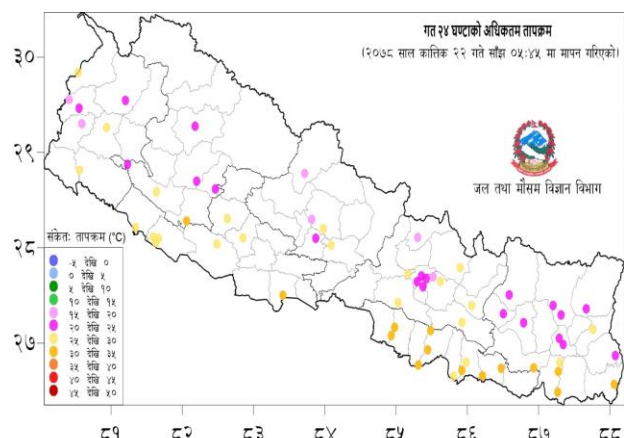 गत २४ घण्टाको अधिकतम तापक्रम
(२०७८ साल कात्तिक २२ गते साँझ ०५:४५ मा मापन गरिएको)
३०
२९
जल तथा मौसम विज्ञान विभाग
संकेतः तापक्रम (°C)
२८
-५ देखि ०
० देखि ५
५ देखि १०
१० देखि १५
१५ देखि २०
२० देखि २५
२५ देखि ३०
२७
३० देखि ३५
३५ देखि ४०
४० देखि ४५
४५ देखि ५०
८१ ८२ ८३ ८४ ८५ ८६ ८७ ८८